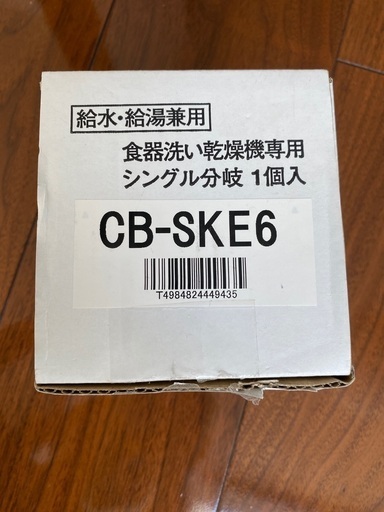 給水・給湯兼用
食器洗い乾燥機専用
シングル分岐 1個入
CB-SKE6
T4984824449435